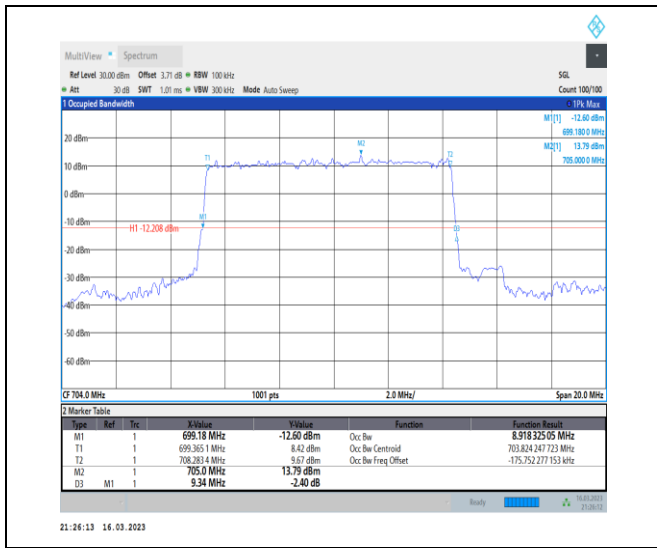 MultiView Spectrum
Ref Level 30.00 dBm Offset 3.71 dB RBW 100 kHz SGL
Att 30 dB SWT 1.01 ms VBW 300 kHz Mode Auto Sweep Count 100/100
1 Occupied Bandwidth 1Pk Max
M1[1] -12.60 dBm
699.180 0 MHz
M2[1] 13.79 dBm
705.000 0 MHz
20 dBm
M2
T1
T2
10 dBm
0 dBm
-10 dBm
M1
H1 -12.208 dBm
D3
-20 dBm
-30 dBm
-40 dBm
-50 dBm
-60 dBm
CF 704.0 MHz 1001 pts 2.0 MHz/ Span 20.0 MHz
2 Marker Table
Type Ref Trc X-Value Y-Value Function Function Result
M1 1 699.18 MHz -12.60 dBm Occ Bw 8.918 325 05 MHz
T1 1 699.365 1 MHz 8.42 dBm Occ Bw Centroid 703.824 247 723 MHz
T2 1 708.283 4 MHz 9.67 dBm Occ Bw Freq Offset -175.752 277 153 kHz
M2 1 705.0 MHz 13.79 dBm
D3 M1 1 9.34 MHz -2.40 dB
Ready 16.03.2023
21:26:12
21:26:13 16.03.2023